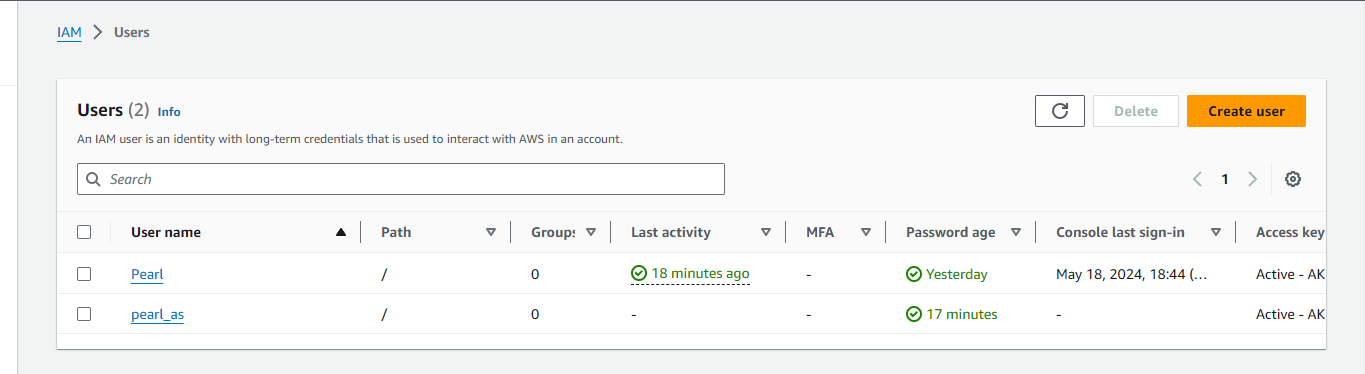 IAM > Users
Users (2) Info
Delete
Create user
An IAM user is an identity with long-term credentials that is used to interact with AWS in an account.
Search
1
User name Path Groups Last activity MFA Password age Console last sign-in Access key
Pearl / 0 18 minutes ago - Yesterday May 18, 2024, 18:44 (… Active - AK
pearl_as / 0 - - 17 minutes - Active - AK